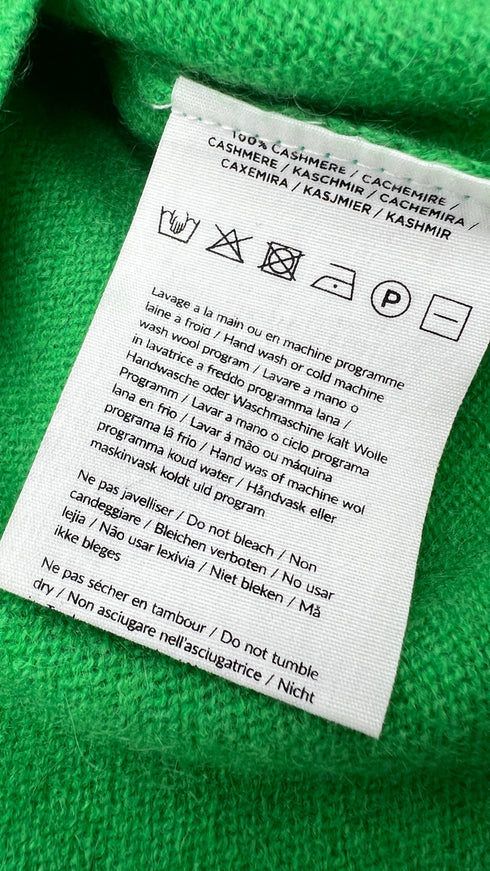 100% CASHMERE / CACHEMIRE /
CASHMERE / KASCHMIR / CACHEMIRA /
CAXEMIRA / KASJMIER / KASHMIR
P
Lavage a la main ou en machine programme
laine à froid / Hand wash or cold machine
wash wool program / Lavare a mano o
in lavatrice a freddo programma lana /
Handwäsche oder Waschmaschine kalt Wolle
Programm / Lavar a mano o ciclo programa
lana en frio / Lavar à mão ou máquina
programa lã frio / Hand was of machine wol
programma koud water / Håndvask eller
maskinvask koldt uld program
Ne pas javelliser / Do not bleach / Non
candeggiare / Bleichen verboten / No usar
lejia / Não usar lexivia / Niet bleken / Må
ikke bleges
Ne pas sécher en tambour / Do not tumble
dry / Non asciugare nell'asciugatrice / Nicht